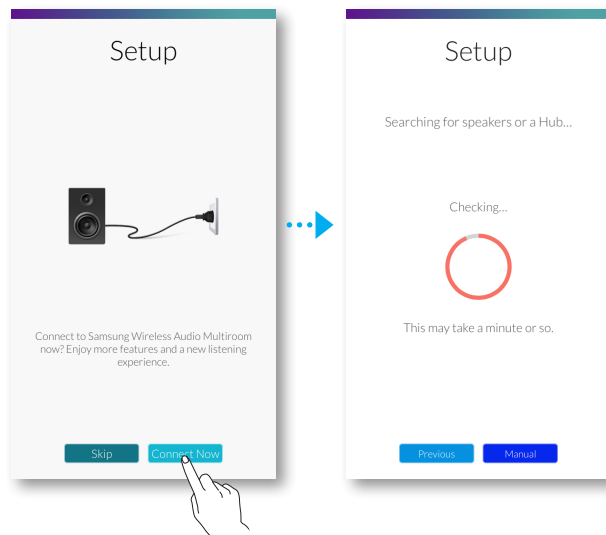 Setup
Connect to Samsung Wireless Audio Multiroom
now? Enjoy more features and a new listening
experience.
Skip
Connect Now
Setup
Searching for speakers or a Hub...
Checking...
This may take a minute or so.
Previous
Manual